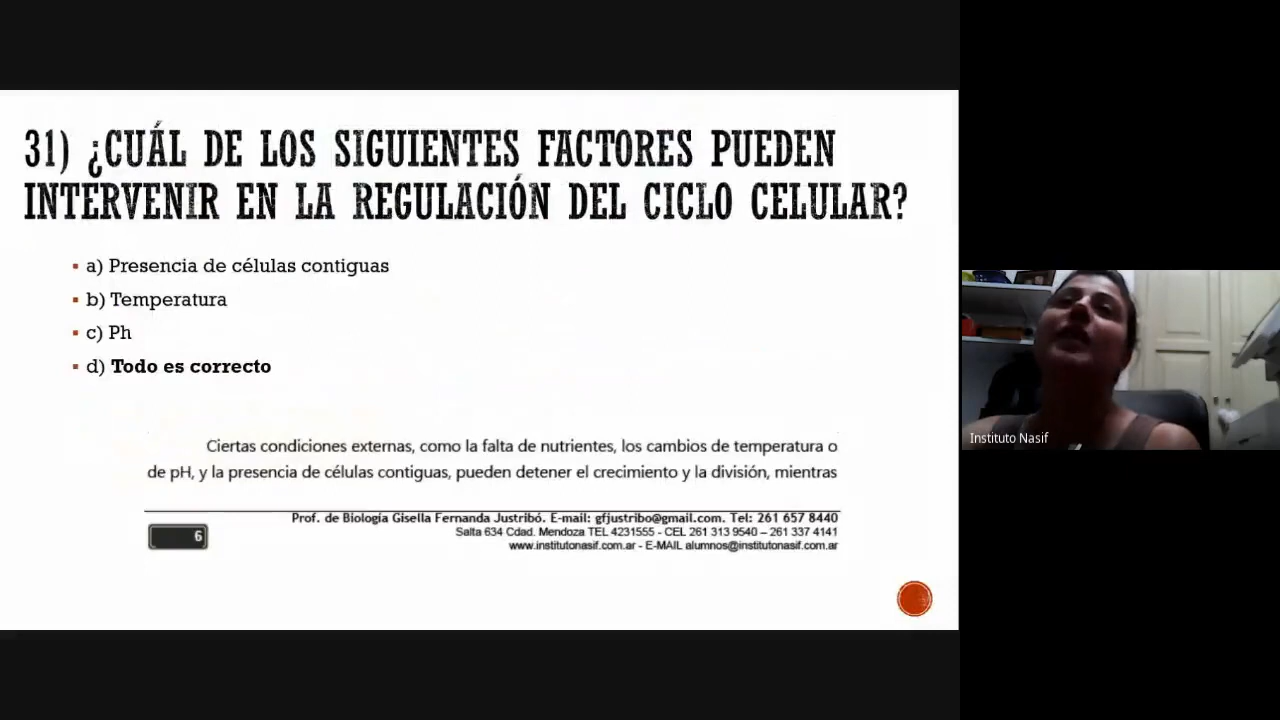 31) ¿CUÁL DE LOS SIGUIENTES FACTORES PUEDEN
INTERVENIR EN LA REGULACIÓN DEL CICLO CELULAR?
a) Presencia de células contiguas
b) Temperatura
c) Ph
d) Todo es correcto
Ciertas condiciones externas, como la falta de nutrientes, los cambios de temperatura o
de pH, y la presencia de células contiguas, pueden detener el crecimiento y la división, mientras
Prof. de Biología Gisella Fernanda Justribó. E-mail: gfjustribo@gmail.com. Tel: 261 657 8440
6
Salta 634 Cdad. Mendoza TEL 4231555 - CEL 261 313 9540 – 261 337 4141
www.institutonasif.com.ar - E-MAIL alumnos@institutonasif.com.ar
Instituto Nasif